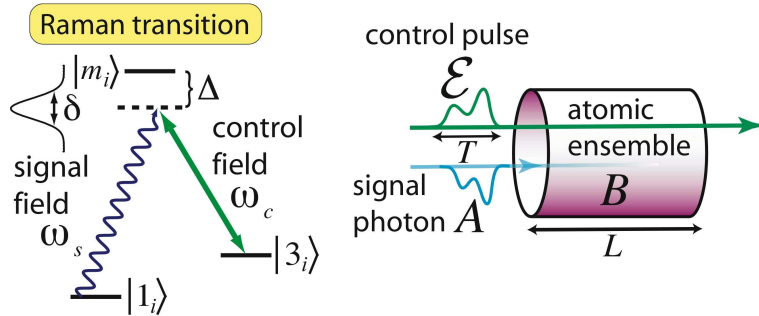 Raman transition
|m_i⟩
Δ
δ
signal
field
ω_s
control
field
ω_c
|3_i⟩
|1_i⟩
control pulse
ℰ
T
signal
photon A
atomic
ensemble
B
L